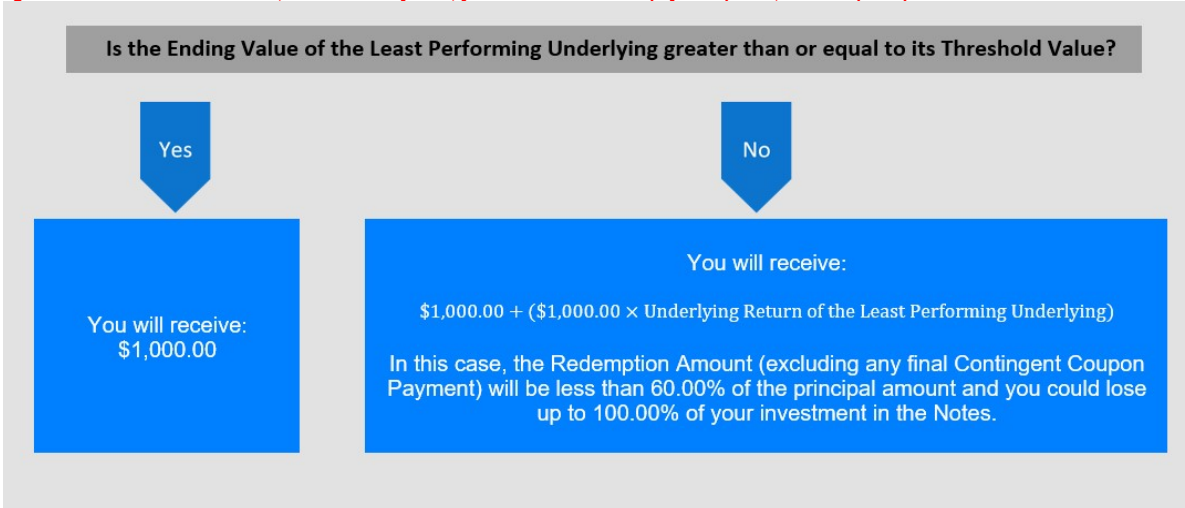 Is the Ending Value of the Least Performing Underlying greater than or equal to its Threshold Value?
Yes
No
You will receive:
$1,000.00
You will receive:
$1,000.00 + ($1,000.00 × Underlying Return of the Least Performing Underlying)
In this case, the Redemption Amount (excluding any final Contingent Coupon
Payment) will be less than 60.00% of the principal amount and you could lose
up to 100.00% of your investment in the Notes.